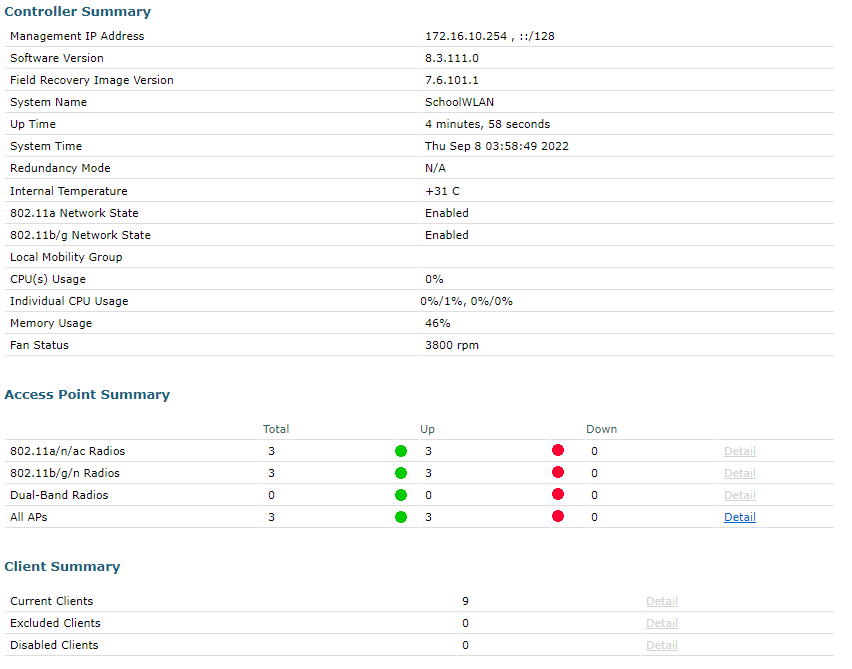 Controller Summary
Management IP Address 172.16.10.254 , ::/128
Software Version 8.3.111.0
Field Recovery Image Version 7.6.101.1
System Name SchoolWLAN
Up Time 4 minutes, 58 seconds
System Time Thu Sep 8 03:58:49 2022
Redundancy Mode N/A
Internal Temperature +31 C
802.11a Network State Enabled
802.11b/g Network State Enabled
Local Mobility Group
CPU(s) Usage 0%
Individual CPU Usage 0%/1%, 0%/0%
Memory Usage 46%
Fan Status 3800 rpm
Access Point Summary
Total Up Down
802.11a/n/ac Radios 3 3 0 Detail
802.11b/g/n Radios 3 3 0 Detail
Dual-Band Radios 0 0 0 Detail
All APs 3 3 0 Detail
Client Summary
Current Clients 9 Detail
Excluded Clients 0 Detail
Disabled Clients 0 Detail